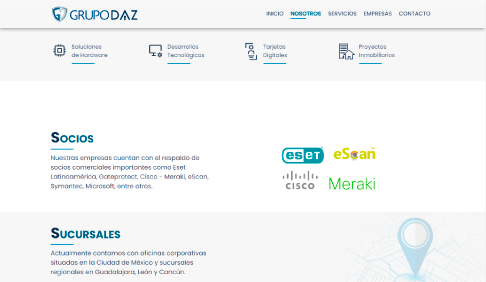 GRUPO DAZ
INICIO NOSOTROS SERVICIOS EMPRESAS CONTACTO
Soluciones
de Hardware
Desarrollos
Tecnológicos
Tarjetas
Digitales
Proyectos
Inmobiliarios
SOCIOS
Nuestras empresas cuentan con el respaldo de
socios comerciales importantes como Eset
Latinoamérica, Gateprotect, Cisco - Meraki, eScan,
Symantec, Microsoft, entre otros.
eseT eScan
CISCO Meraki
SUCURSALES
Actualmente contamos con oficinas corporativas
situadas en la Ciudad de México y sucursales
regionales en Guadalajara, León y Cancún.